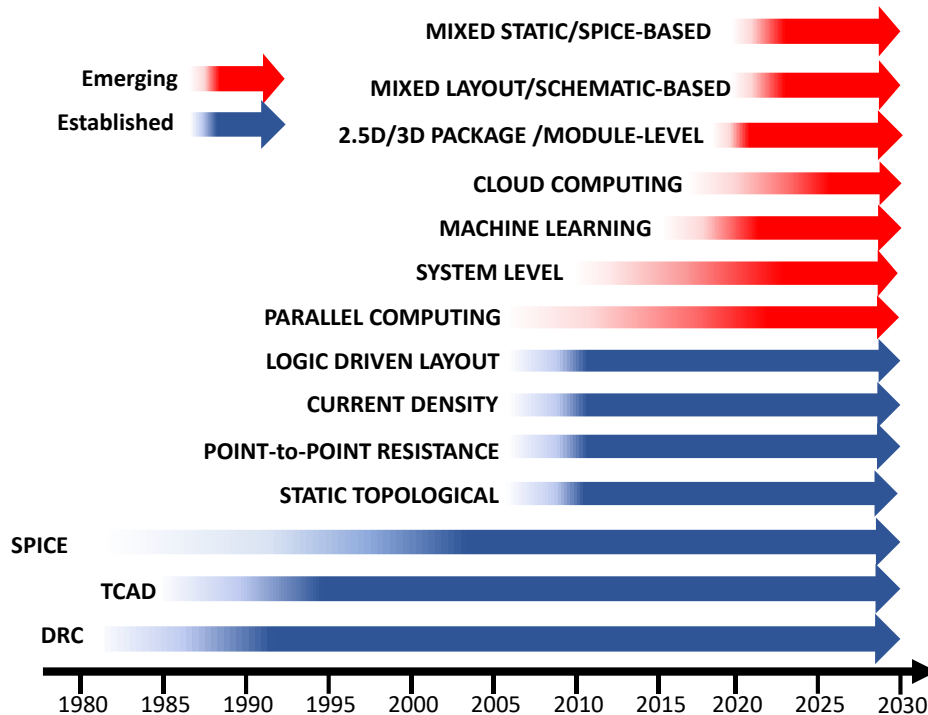 MIXED STATIC/SPICE-BASED
Emerging
MIXED LAYOUT/SCHEMATIC-BASED
Established
2.5D/3D PACKAGE /MODULE-LEVEL
CLOUD COMPUTING
MACHINE LEARNING
SYSTEM LEVEL
PARALLEL COMPUTING
LOGIC DRIVEN LAYOUT
CURRENT DENSITY
POINT-to-POINT RESISTANCE
STATIC TOPOLOGICAL
SPICE
TCAD
DRC
1980 1985 1990 1995 2000 2005 2010 2015 2020 2025 2030